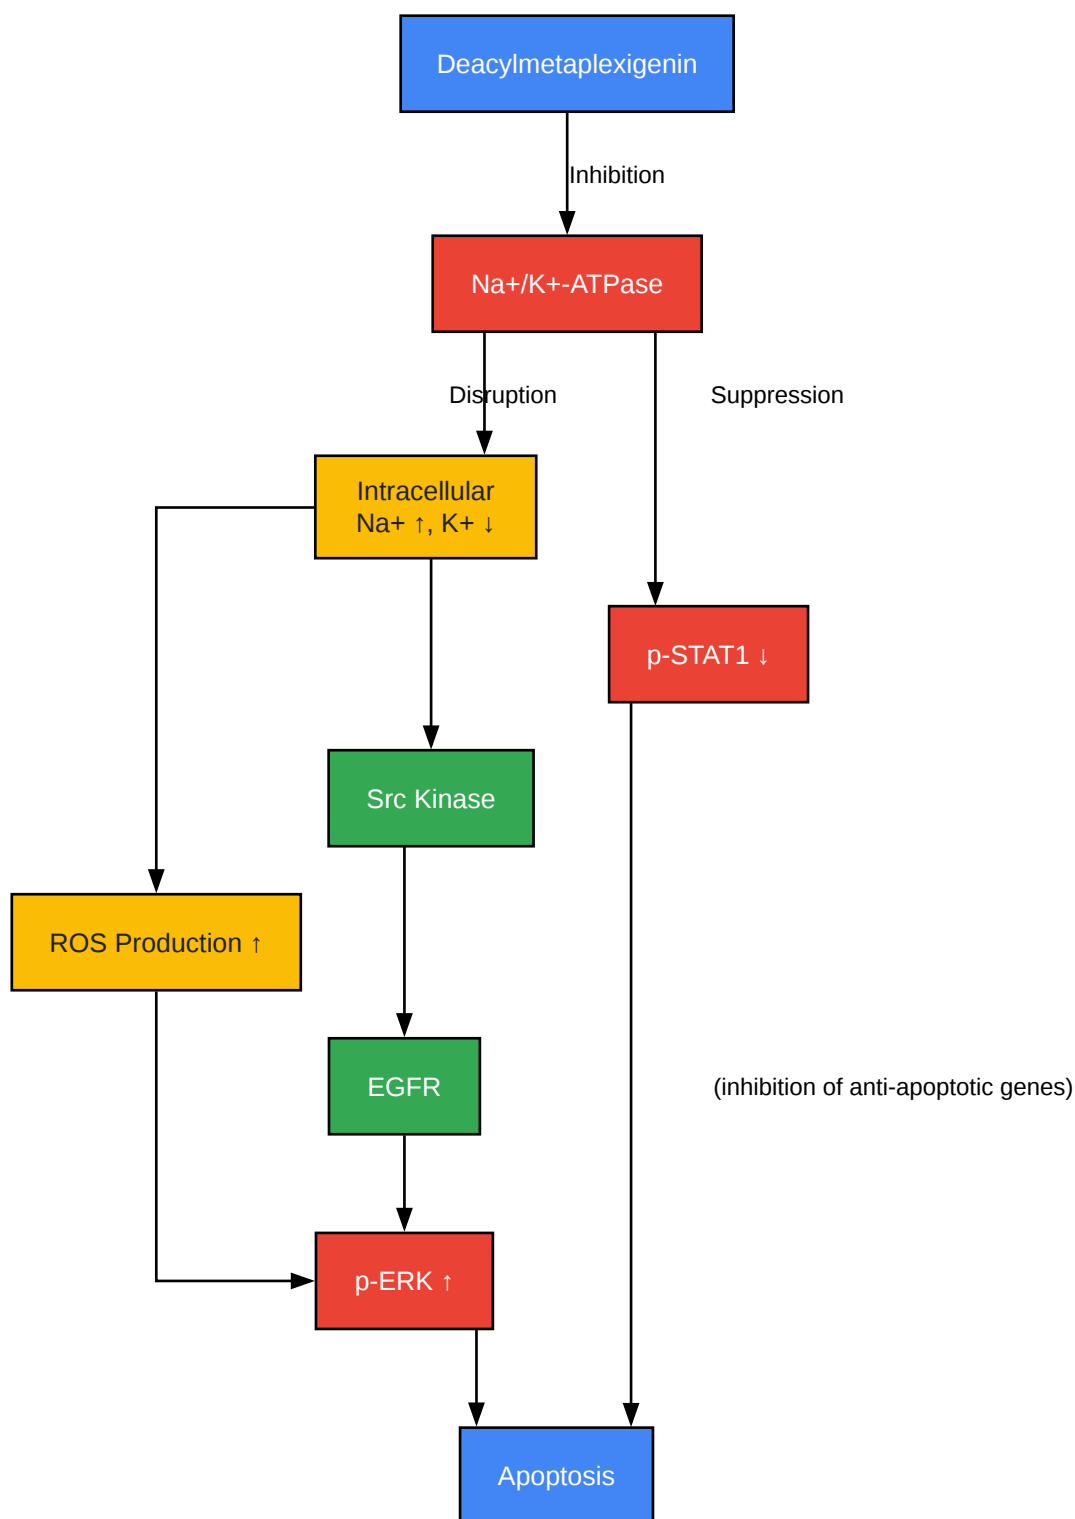 Deacylmetaplexigenin
Inhibition
Na+/K+-ATPase
Disruption
Suppression
Intracellular
Na+ ↑, K+ ↓
p-STAT1 ↓
Src Kinase
ROS Production ↑
EGFR
(inhibition of anti-apoptotic genes)
p-ERK ↑
Apoptosis